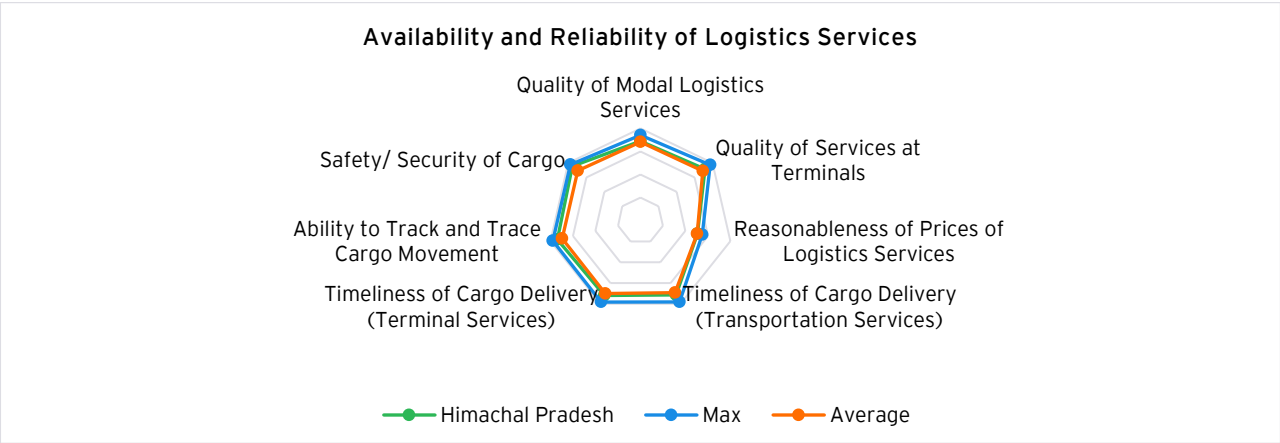 Availability and Reliability of Logistics Services
Quality of Modal Logistics
Services
Quality of Services at
Terminals
Reasonableness of Prices of
Logistics Services
Timeliness of Cargo Delivery
(Transportation Services)
Timeliness of Cargo Delivery
(Terminal Services)
Ability to Track and Trace
Cargo Movement
Safety/ Security of Cargo
Himachal Pradesh
Max
Average